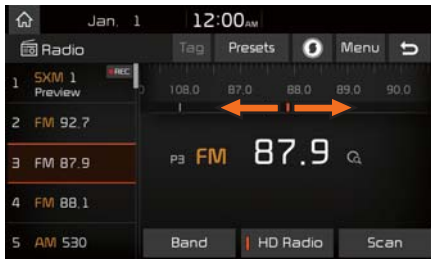 Jan. 1 12:00 AM
Radio Tag Presets Menu
1 SXM 1 REC
Preview
108.0 87.0 88.0 89.0 90.0
2 FM 92.7
3 FM 87.9
P3 FM 87.9
4 FM 88.1
5 AM 530
Band HD Radio Scan